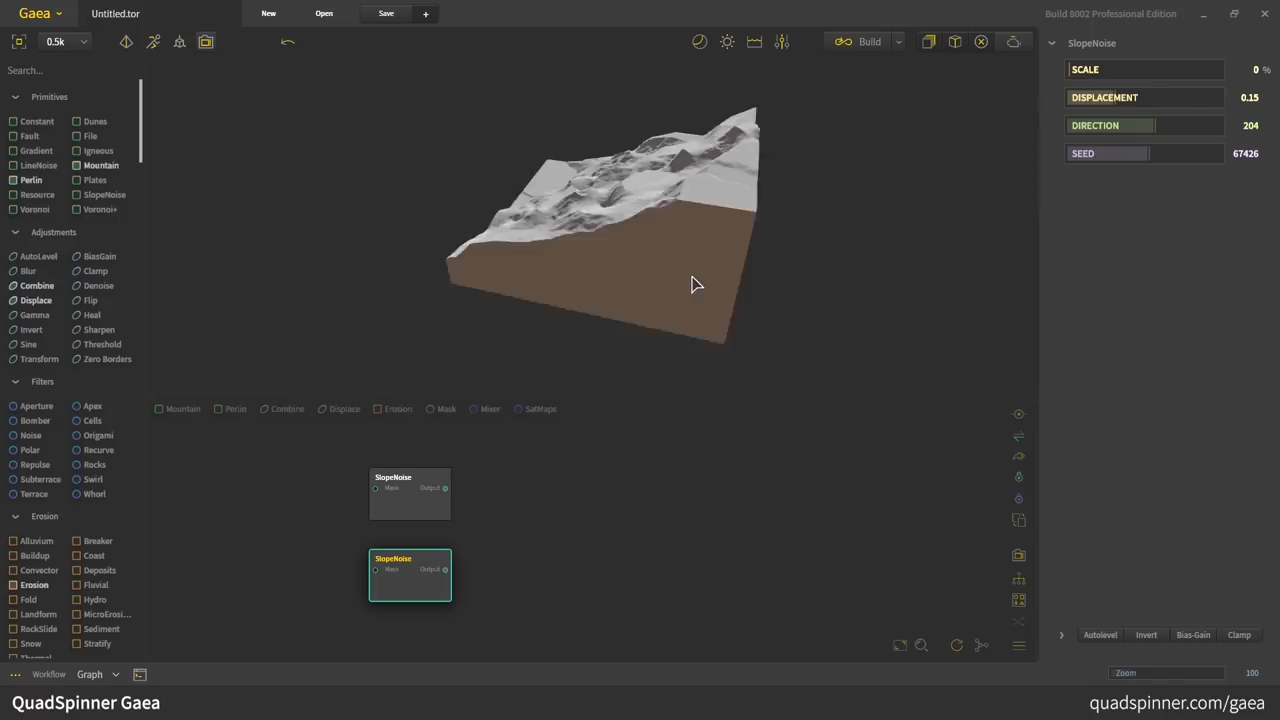 Gaea
Untitled.tor
New
Open
Save
+
Build 8002 Professional Edition
0.5k
Build
SlopeNoise
Search...
SCALE 0 %
DISPLACEMENT 0.15
DIRECTION 204
SEED 67426
Primitives
Constant Dunes
Fault File
Gradient Igneous
LineNoise Mountain
Perlin Plates
Resource SlopeNoise
Voronoi Voronoi+
Adjustments
AutoLevel BiasGain
Blur Clamp
Combine Denoise
Displace Flip
Gamma Heal
Invert Sharpen
Sine Threshold
Transform Zero Borders
Filters
Aperture Apex
Bomber Cells
Noise Origami
Polar Recurve
Repulse Rocks
Subterrace Swirl
Terrace Whorl
Erosion
Alluvium Breaker
Buildup Coast
Convector Deposits
Erosion Fluvial
Fold Hydro
Landform MicroErosi...
RockSlide Sediment
Snow Stratify
Thermal
Mountain Perlin Combine Displace Erosion Mask Mixer SatMaps
SlopeNoise
Mask Output
SlopeNoise
Mask Output
Autolevel Invert Bias-Gain Clamp
Workflow Graph
Zoom 100
QuadSpinner Gaea
quadspinner.com/gaea